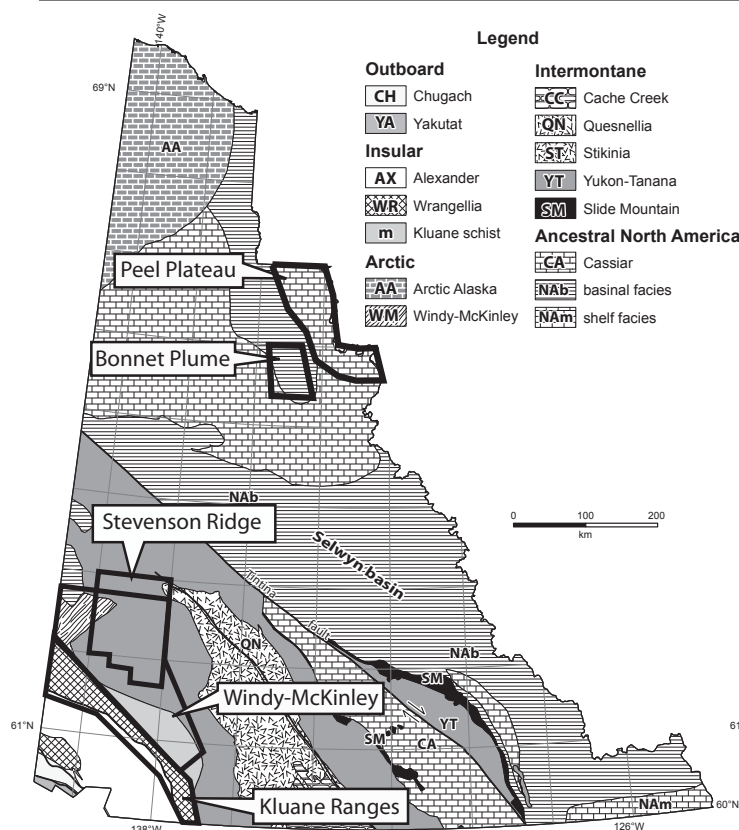 Legend
Outboard
CH Chugach
YA Yakutat
Insular
AX Alexander
WR Wrangellia
m Kluane schist
Arctic
AA Arctic Alaska
WM Windy-McKinley
Intermontane
CC Cache Creek
QN Quesnellia
ST Stikinia
YT Yukon-Tanana
SM Slide Mountain
Ancestral North America
CA Cassiar
NAb basinal facies
NAm shelf facies
140°W
69°N
AA
Peel Plateau
Bonnet Plume
NAb
Stevenson Ridge
0 100 200
km
Selwyn basin
Tintina
fault
QN
NAb
SM
Windy-McKinley
YT
SM
CA
61°N
61
Kluane Ranges
NAm
60°N
138°W
126°W